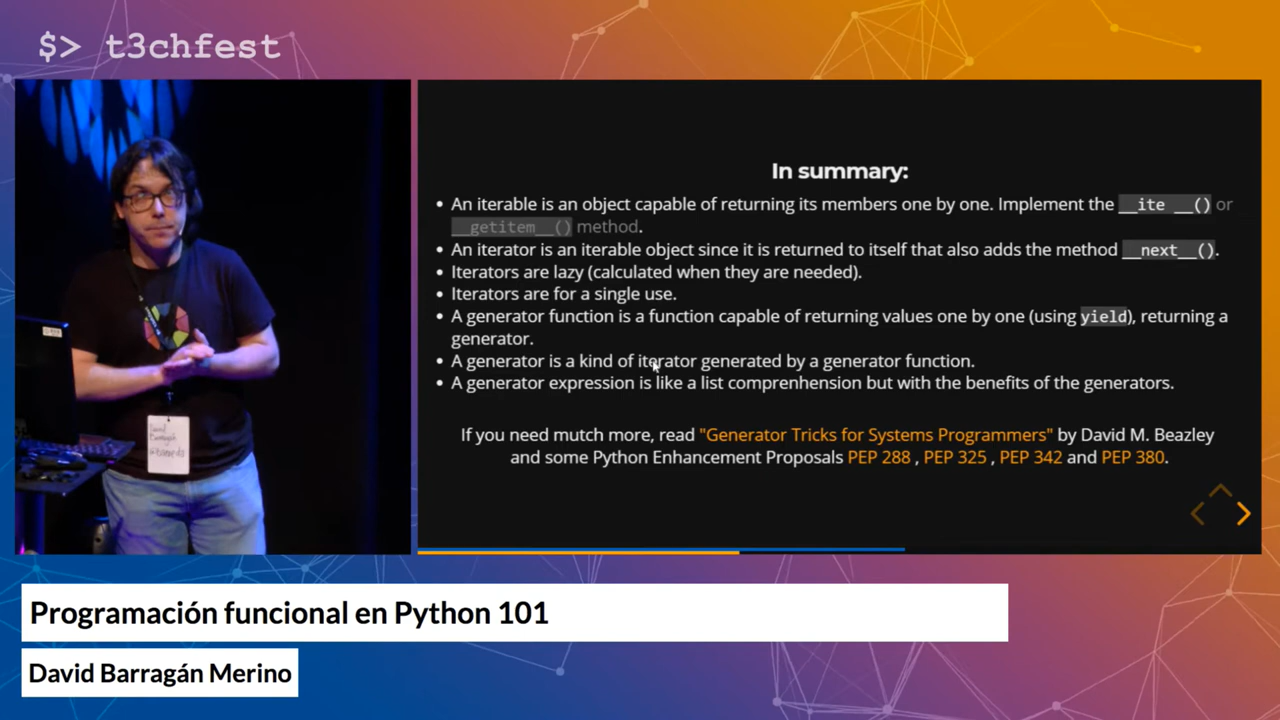 $> t3chfest
In summary:
• An iterable is an object capable of returning its members one by one. Implement the __ite __() or
__getitem__() method.
• An iterator is an iterable object since it is returned to itself that also adds the method __next__().
• Iterators are lazy (calculated when they are needed).
• Iterators are for a single use.
• A generator function is a function capable of returning values one by one (using yield), returning a
generator.
• A generator is a kind of iterator generated by a generator function.
• A generator expression is like a list comprenhension but with the benefits of the generators.
If you need mutch more, read "Generator Tricks for Systems Programmers" by David M. Beazley
and some Python Enhancement Proposals PEP 288 , PEP 325 , PEP 342 and PEP 380.
David
Barragán
Programación funcional en Python 101
David Barragán Merino